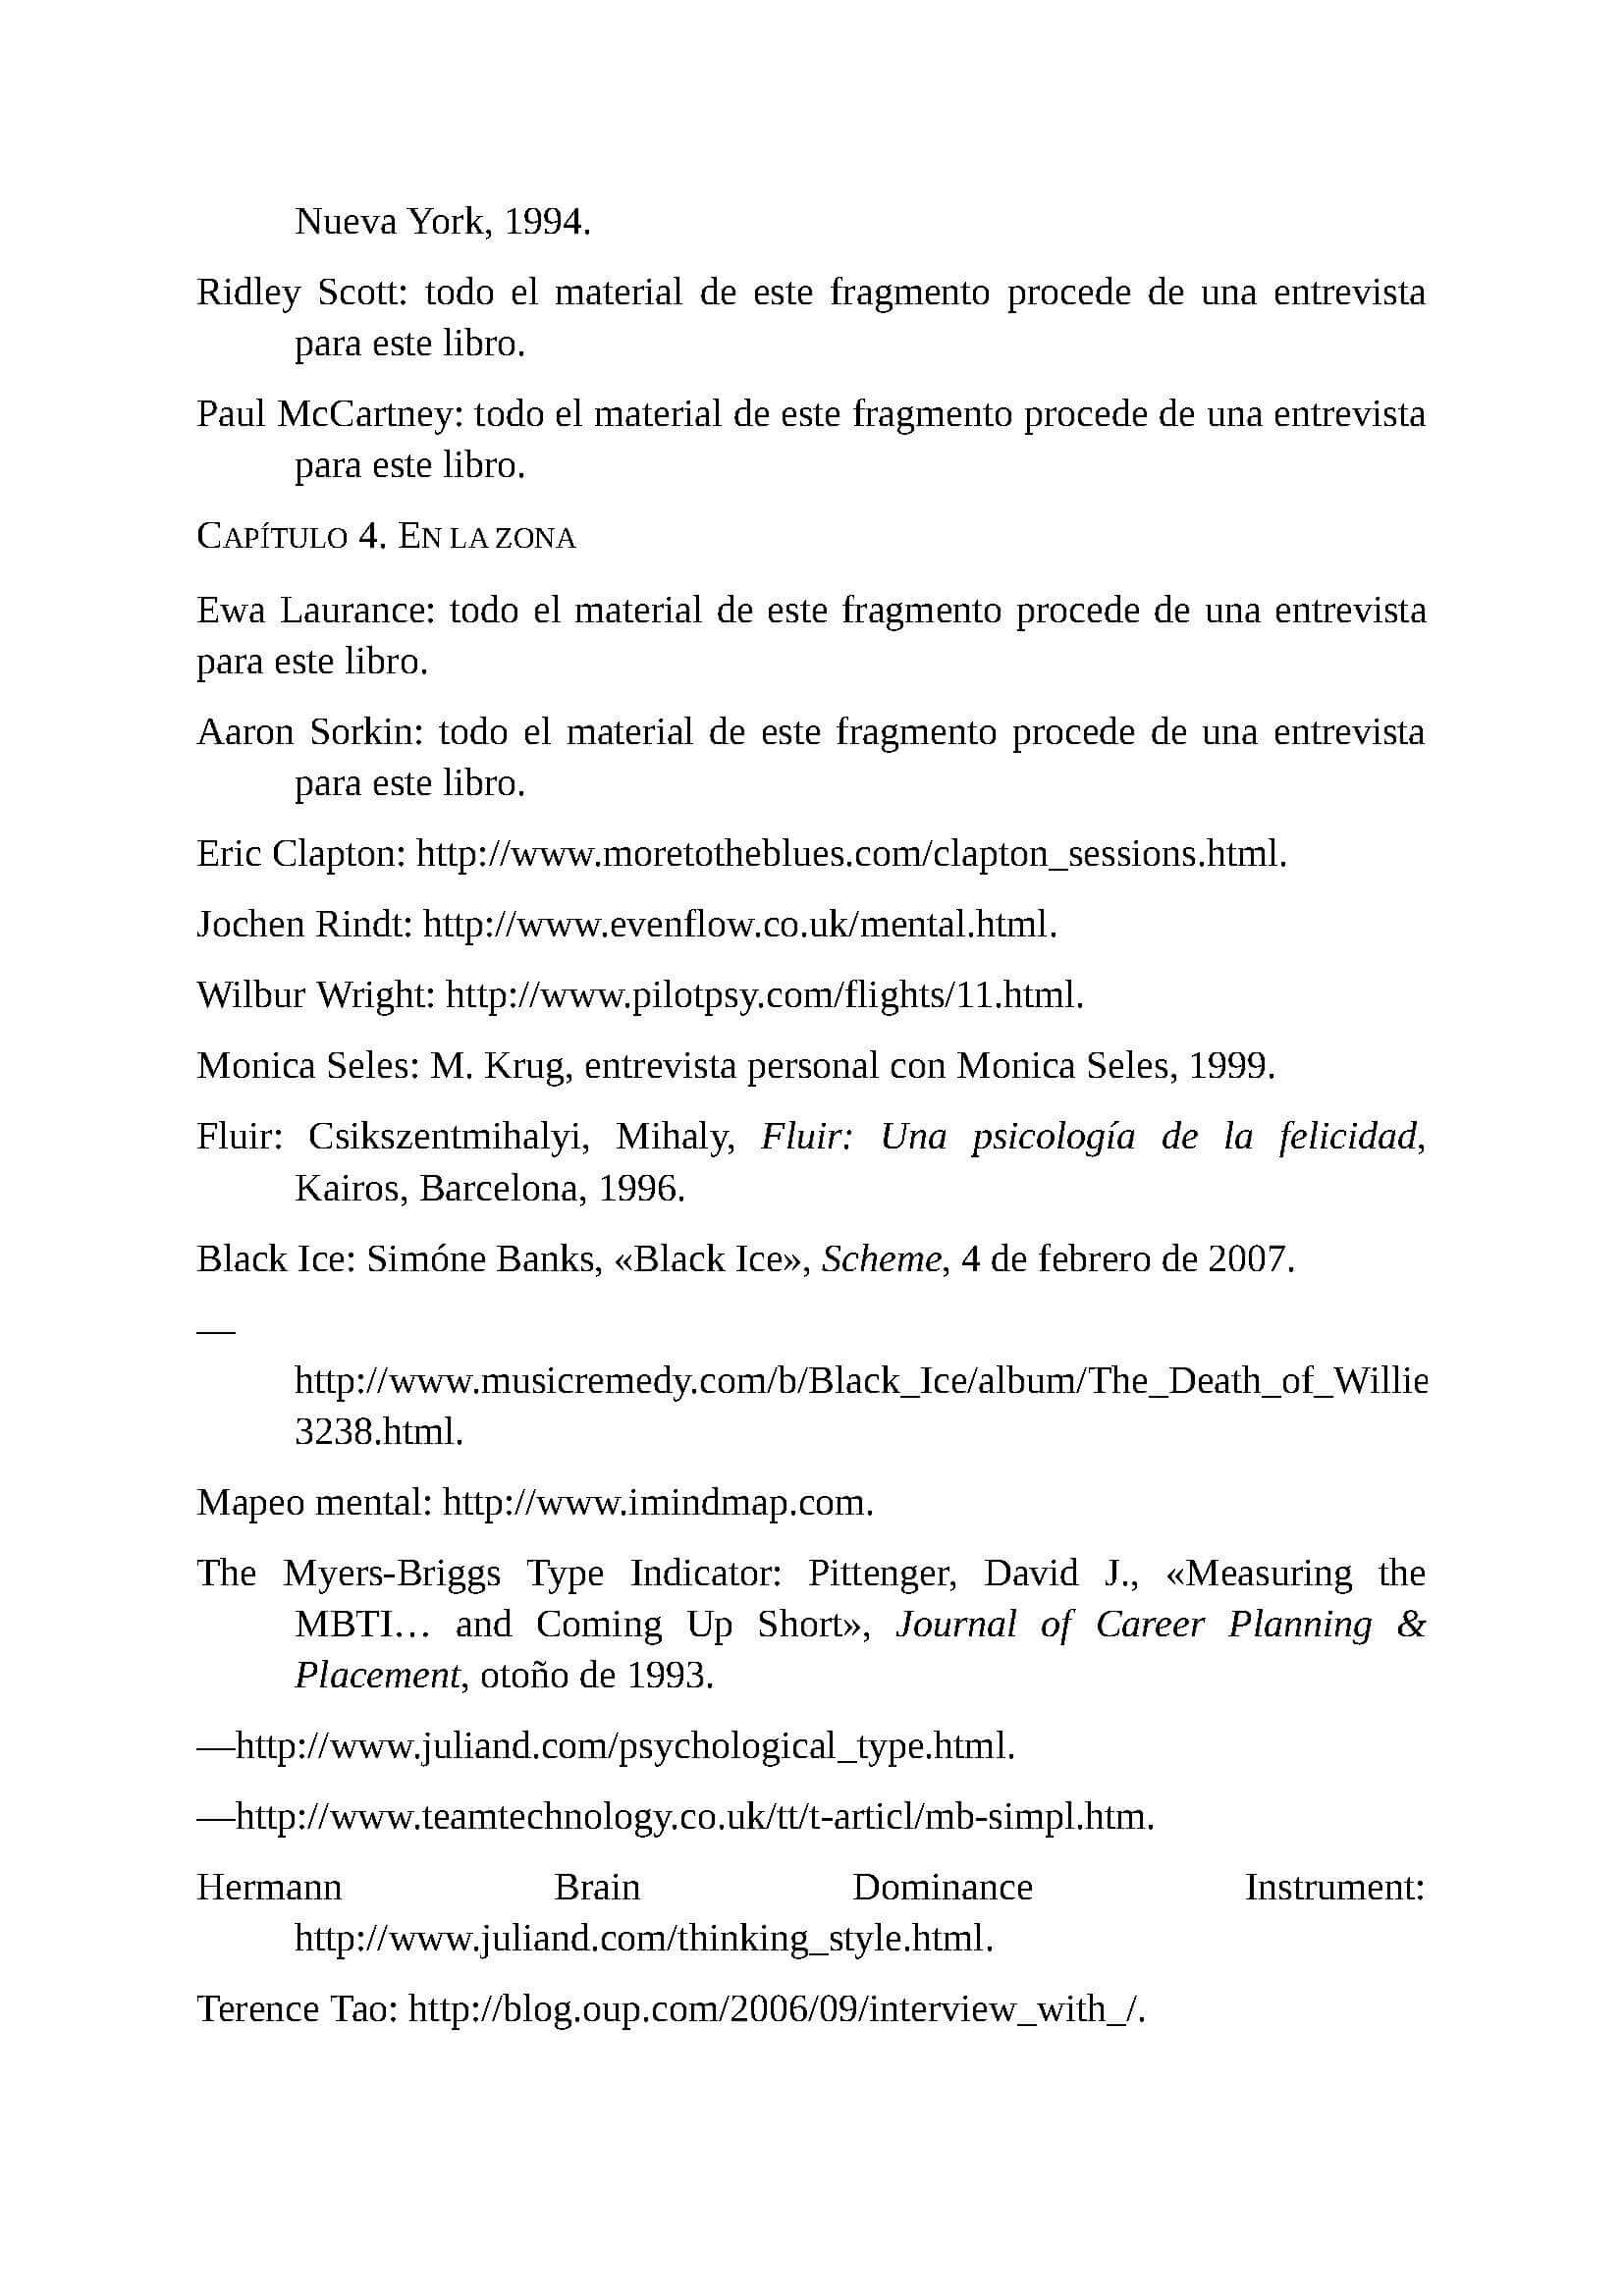 Nueva York, 1994.
Ridley Scott: todo el material de este fragmento procede de una entrevista
para este libro.
Paul McCartney: todo el material de este fragmento procede de una entrevista
para este libro.
CAPÍTULO 4. EN LA ZONA
Ewa Laurance: todo el material de este fragmento procede de una entrevista
para este libro.
Aaron Sorkin: todo el material de este fragmento procede de una entrevista
para este libro.
Eric Clapton: http://www.moretotheblues.com/clapton_sessions.html.
Jochen Rindt: http://www.evenflow.co.uk/mental.html.
Wilbur Wright: http://www.pilotpsy.com/flights/11.html.
Monica Seles: M. Krug, entrevista personal con Monica Seles, 1999.
Fluir: Csikszentmihalyi, Mihaly, Fluir: Una psicología de la felicidad,
Kairos, Barcelona, 1996.
Black Ice: Simóne Banks, «Black Ice», Scheme, 4 de febrero de 2007.
—
http://www.musicremedy.com/b/Black_Ice/album/The_Death_of_Willie
3238.html.
Mapeo mental: http://www.imindmap.com.
The Myers-Briggs Type Indicator: Pittenger, David J., «Measuring the
MBTI… and Coming Up Short», Journal of Career Planning &
Placement, otoño de 1993.
—http://www.juliand.com/psychological_type.html.
—http://www.teamtechnology.co.uk/tt/t-articl/mb-simpl.htm.
Hermann Brain Dominance Instrument:
http://www.juliand.com/thinking_style.html.
Terence Tao: http://blog.oup.com/2006/09/interview_with_/.